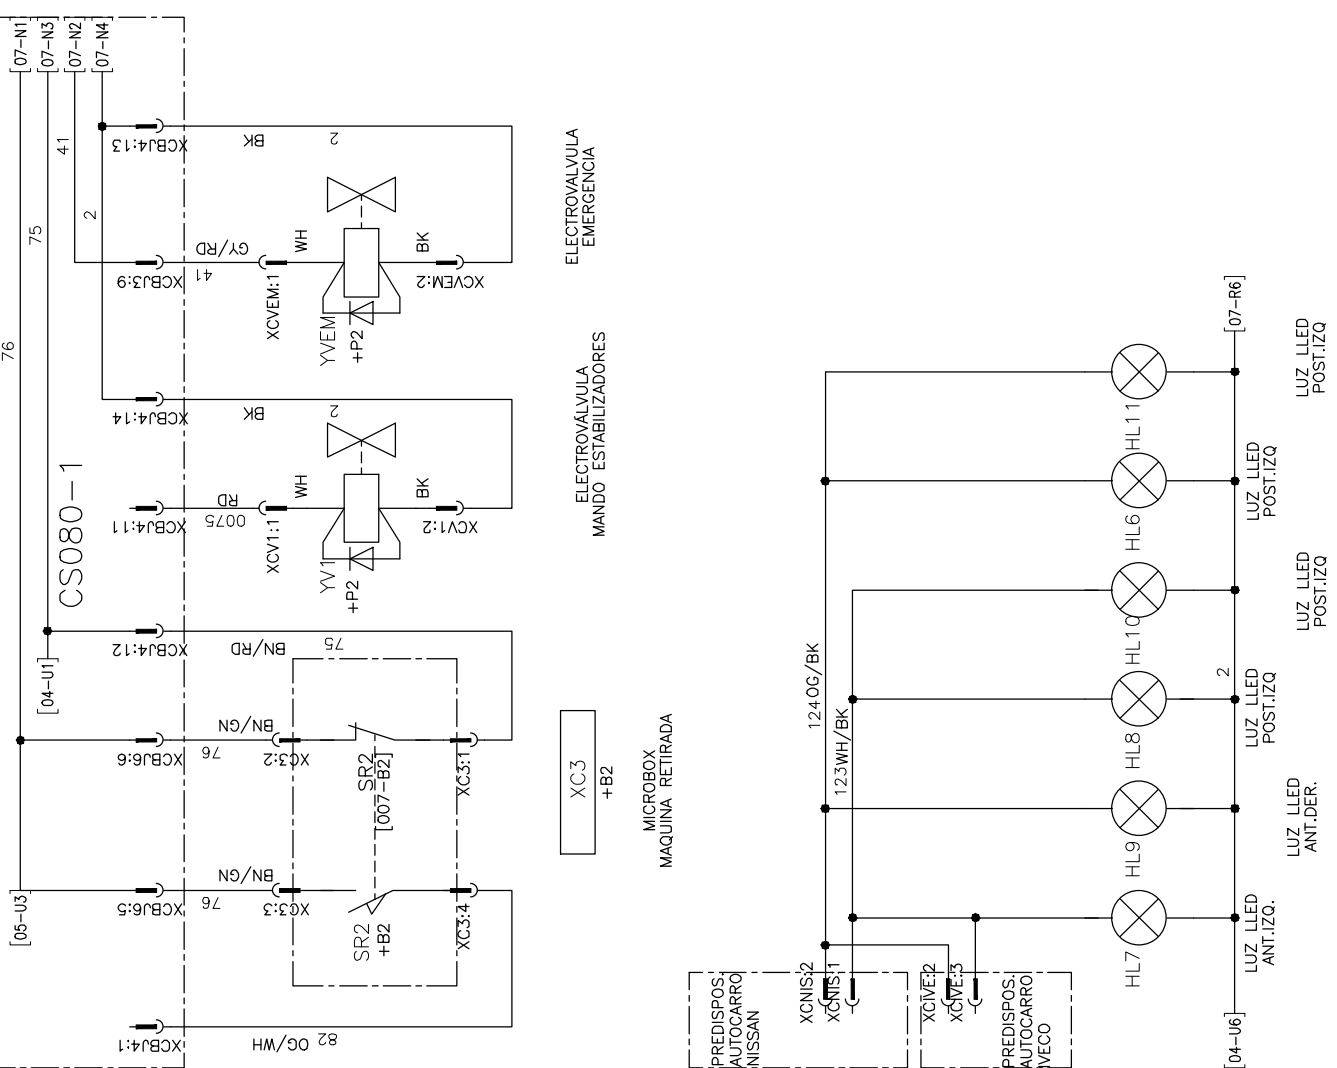 07-N1
07-N3
07-N2
07-N4
41
2
75
76
XCBJ4:13
BK
2
XCBJ3:9
GY/RD
41
XCVEM:1
WH
BK
XCVEM:2
YVEM
+P2
ELECTROVALVULA
EMERGENCIA
XCBJ4:14
BK
2
CS080-1
XCBJ4:11
RD
0075
XCV1:1
WH
BK
XCV1:2
YV1
+P2
ELECTROVÁLVULA
MANDO ESTABILIZADORES
XCBJ4:12
BN/RD
75
[04-U1]
XCBJ6:6
BN/GN
76
XC3:2
SR2
[007-B2]
XC3:1
XC3
+B2
MICROBOX
MAQUINA RETIRADA
[05-U3]
XCBJ6:5
BN/GN
76
XC3:3
SR2
+B2
XC3:4
XCBJ4:1
OG/WH
82
[07-R6]
HL11
LUZ LLED
POST.IZQ
HL6
LUZ LLED
POST.IZQ
HL10
LUZ LLED
POST.IZQ
HL8
2
LUZ LLED
POST.IZQ
HL9
LUZ LLED
ANT.DER.
HL7
LUZ LLED
ANT.IZQ.
124OG/BK
123WH/BK
XCNIS:2
XCNIS:1
XCIVE:2
XCIVE:3
PREDISPOS.
AUTOCARRO
NISSAN
PREDISPOS.
AUTOCARRO
IVECO
[04-U6]